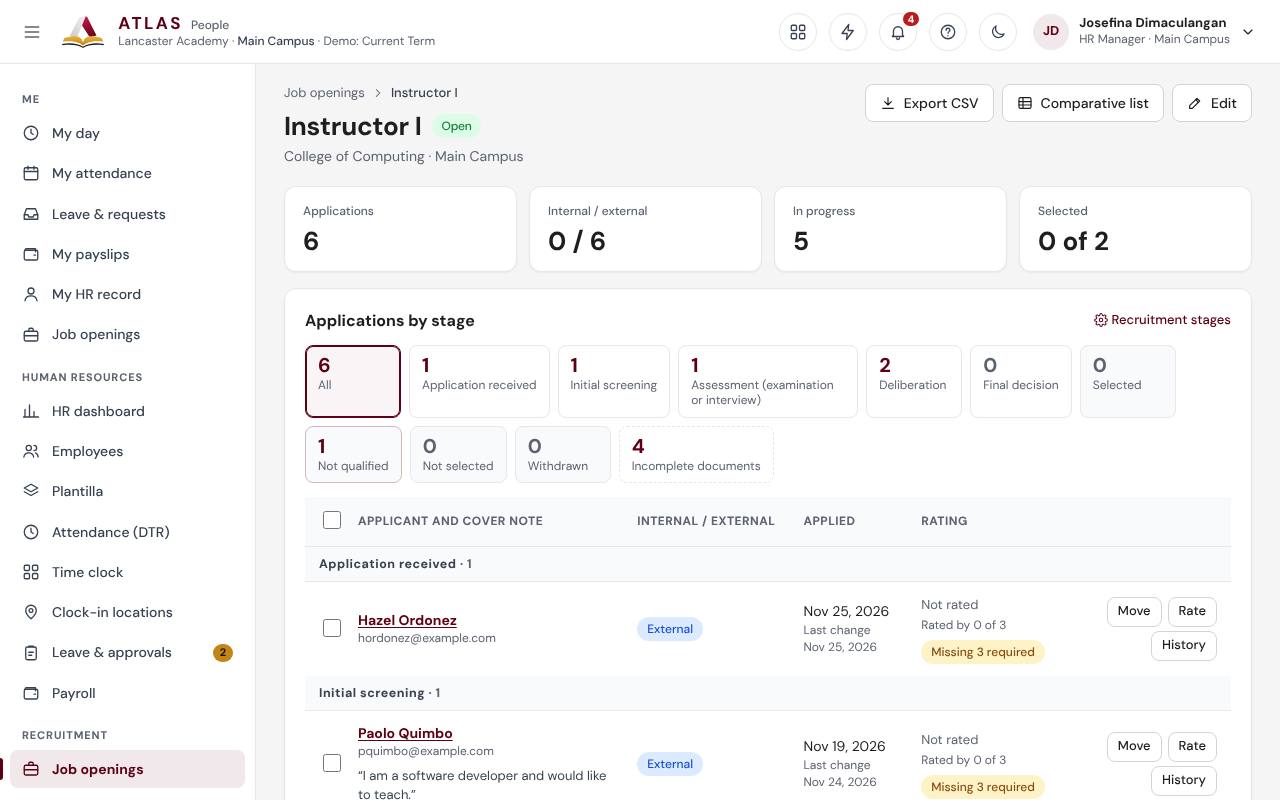 ATLAS People
Lancaster Academy · Main Campus · Demo: Current Term
4
JD
Josefina Dimaculangan
HR Manager · Main Campus
ME
My day
My attendance
Leave & requests
My payslips
My HR record
Job openings
HUMAN RESOURCES
HR dashboard
Employees
Plantilla
Attendance (DTR)
Time clock
Clock-in locations
Leave & approvals 2
Payroll
RECRUITMENT
Job openings
Job openings > Instructor I
Instructor I Open
College of Computing · Main Campus
Export CSV
Comparative list
Edit
Applications
6
Internal / external
0 / 6
In progress
5
Selected
0 of 2
Applications by stage
Recruitment stages
6
All
1
Application received
1
Initial screening
1
Assessment (examination
or interview)
2
Deliberation
0
Final decision
0
Selected
1
Not qualified
0
Not selected
0
Withdrawn
4
Incomplete documents
APPLICANT AND COVER NOTE INTERNAL / EXTERNAL APPLIED RATING
Application received · 1
Hazel Ordonez
hordonez@example.com
External
Nov 25, 2026
Last change
Nov 25, 2026
Not rated
Rated by 0 of 3
Missing 3 required
Move
Rate
History
Initial screening · 1
Paolo Quimbo
pquimbo@example.com
“I am a software developer and would like
to teach.”
External
Nov 19, 2026
Last change
Nov 24, 2026
Not rated
Rated by 0 of 3
Missing 3 required
Move
Rate
History